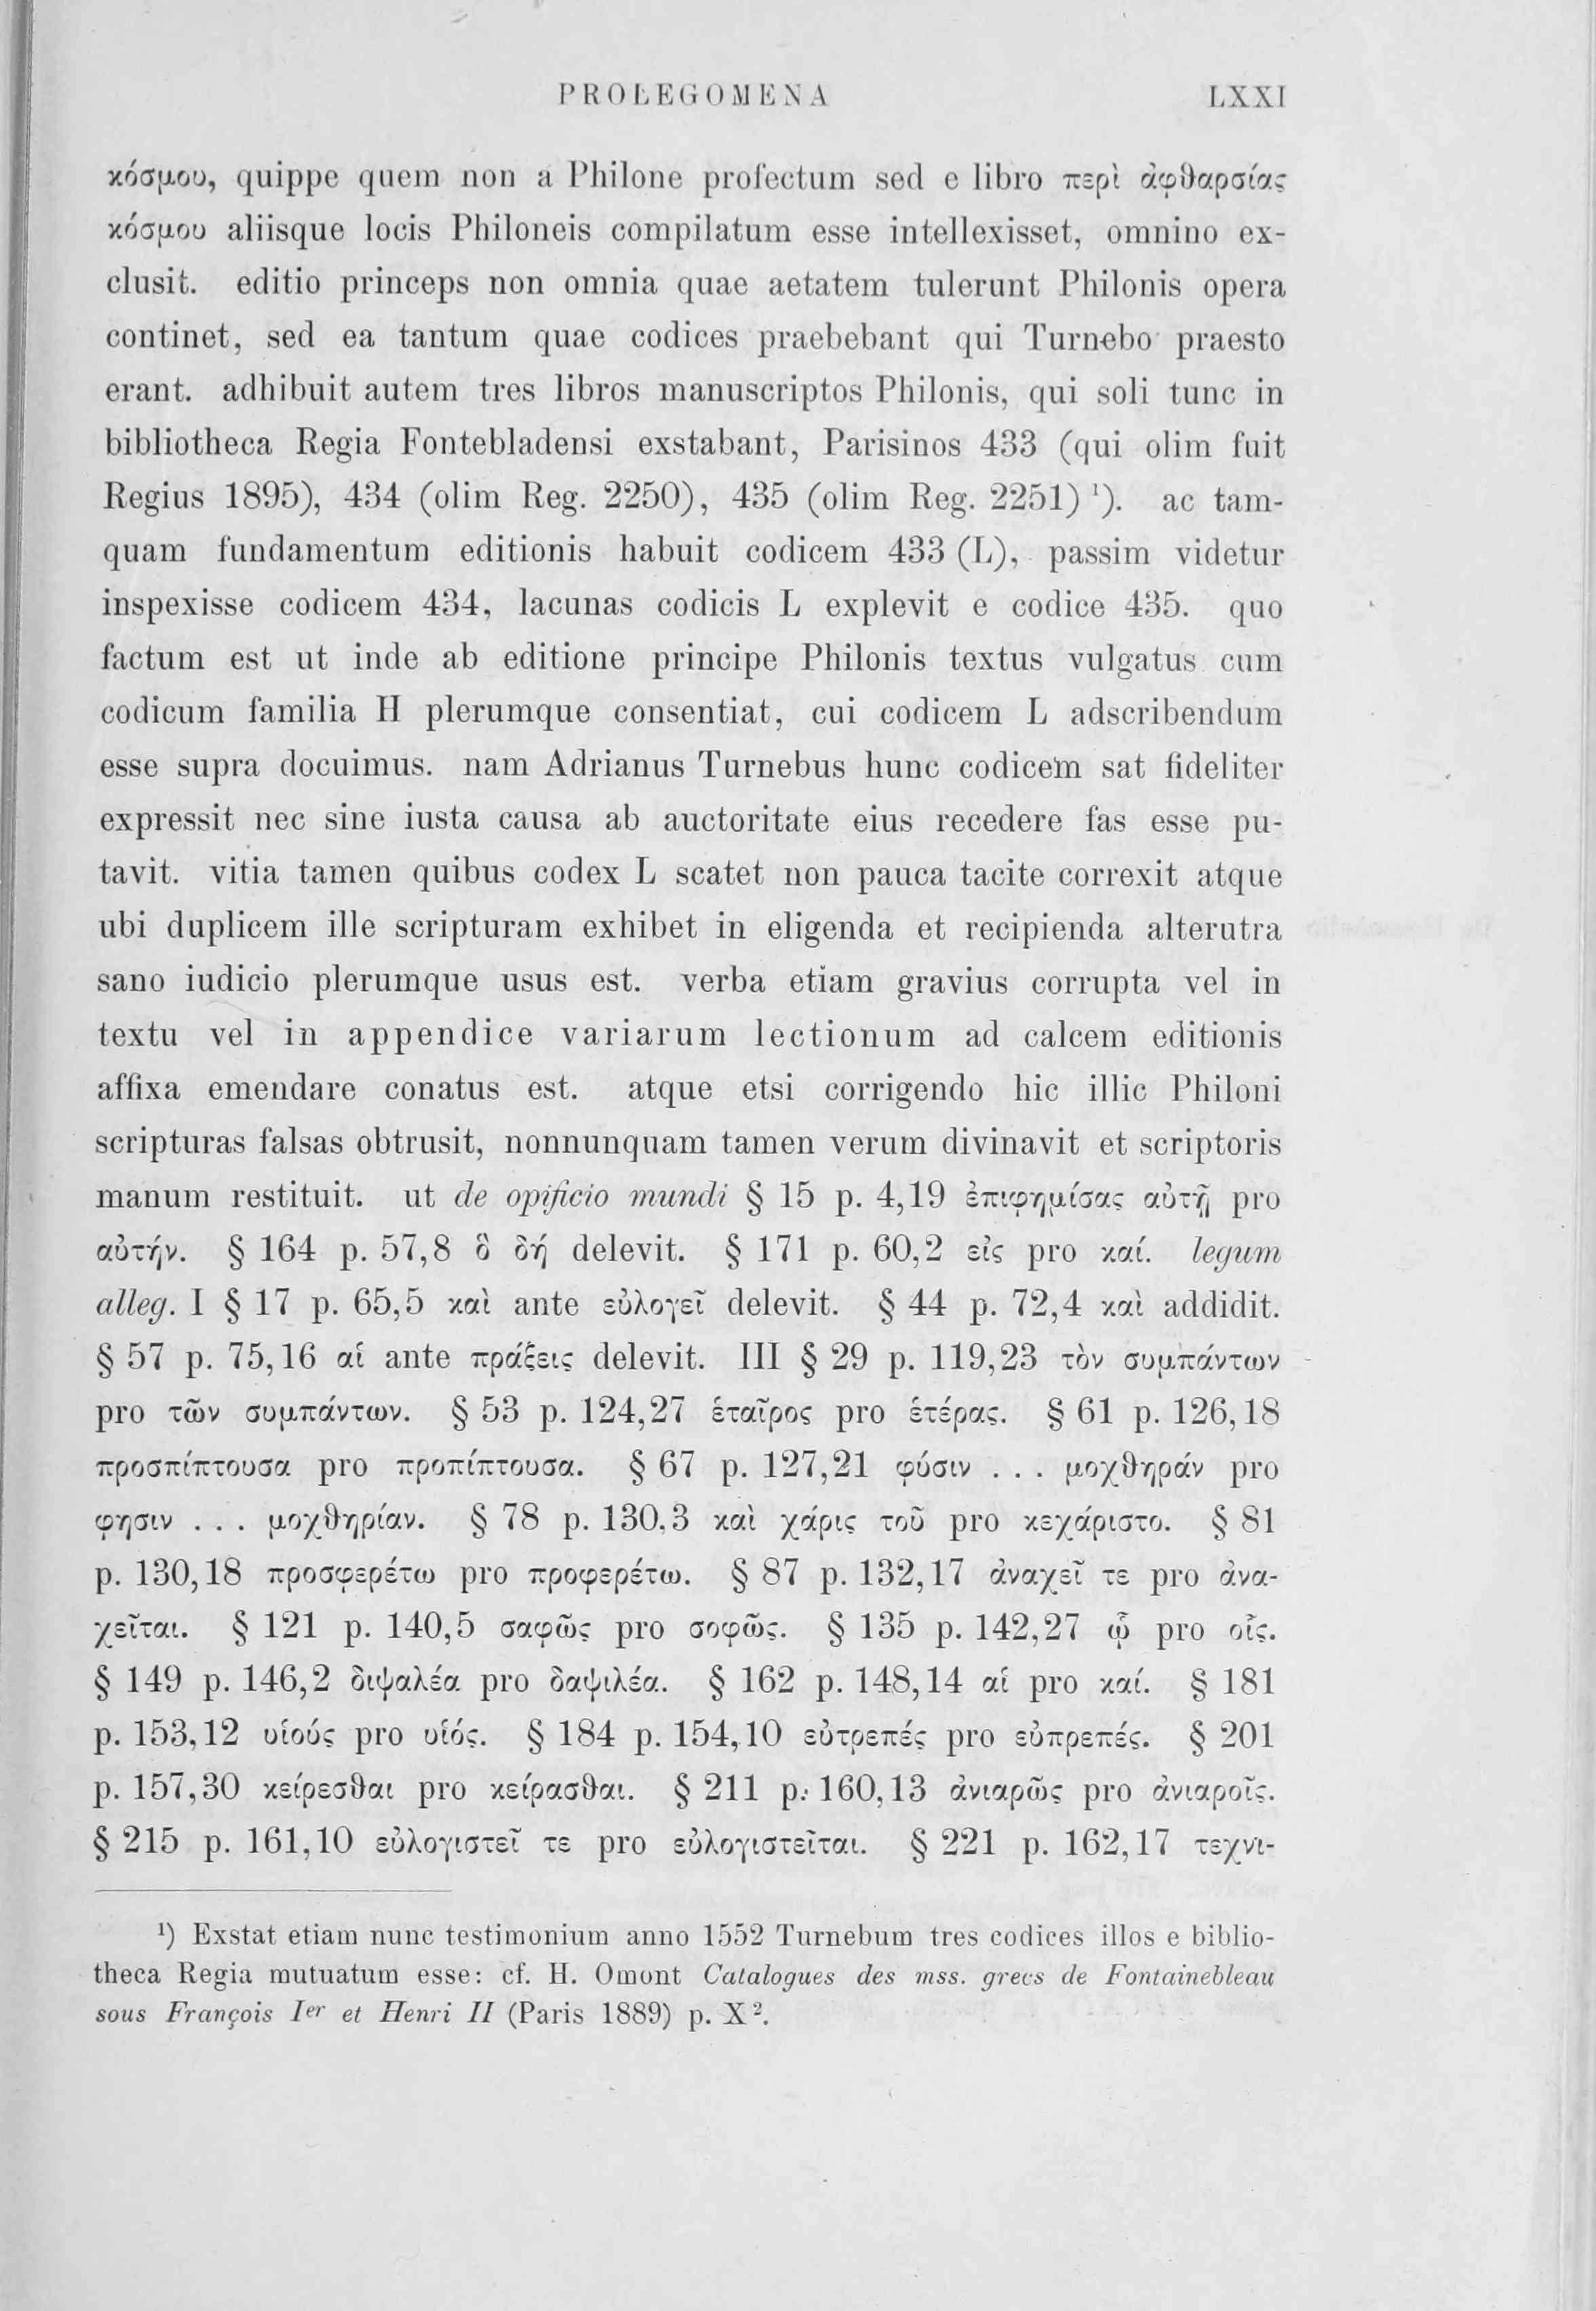 PROLEGOMENA LXXI
κόσμου, quippe quem non a Philone profectum sed e libro περὶ ἀφθαρσίας
κόσμου aliisque locis Philoneis compilatum esse intellexisset, omnino ex-
clusit. editio princeps non omnia quae aetatem tulerunt Philonis opera
continet, sed ea tantum quae codices praebebant qui Turnebo praesto
erant. adhibuit autem tres libros manuscriptos Philonis, qui soli tunc in
bibliotheca Regia Fontebladensi exstabant, Parisinos 433 (qui olim fuit
Regius 1895), 434 (olim Reg. 2250), 435 (olim Reg. 2251) ¹). ac tam-
quam fundamentum editionis habuit codicem 433 (L), passim videtur
inspexisse codicem 434, lacunas codicis L explevit e codice 435. quo
factum est ut inde ab editione principe Philonis textus vulgatus cum
codicum familia H plerumque consentiat, cui codicem L adscribendum
esse supra docuimus. nam Adrianus Turnebus hunc codicem sat fideliter
expressit nec sine iusta causa ab auctoritate eius recedere fas esse pu-
tavit. vitia tamen quibus codex L scatet non pauca tacite correxit atque
ubi duplicem ille scripturam exhibet in eligenda et recipienda alterutra
sano iudicio plerumque usus est. verba etiam gravius corrupta vel in
textu vel in appendice variarum lectionum ad calcem editionis
affixa emendare conatus est. atque etsi corrigendo hic illic Philoni
scripturas falsas obtrusit, nonnunquam tamen verum divinavit et scriptoris
manum restituit. ut de opificio mundi § 15 p. 4,19 ἐπιφημίσας αὐτῇ pro
αὐτήν. § 164 p. 57,8 ὃ δή delevit. § 171 p. 60,2 εἰς pro καί. legum
alleg. I § 17 p. 65,5 καὶ ante εὐλογεῖ delevit. § 44 p. 72,4 καὶ addidit.
§ 57 p. 75,16 αἱ ante πράξεις delevit. III § 29 p. 119,23 τὸν συμπάντων
pro τῶν συμπάντων. § 53 p. 124,27 ἑταῖρος pro ἑτέρας. § 61 p. 126,18
προσπίπτουσα pro προπίπτουσα. § 67 p. 127,21 φύσιν . . . μοχθηράν pro
φησιν . . . μοχθηρίαν. § 78 p. 130,3 καὶ χάρις τοῦ pro κεχάριστο. § 81
p. 130,18 προσφερέτω pro προφερέτω. § 87 p. 132,17 ἀναχεῖ τε pro ἀνα-
χεῖται. § 121 p. 140,5 σαφῶς pro σοφῶς. § 135 p. 142,27 ᾧ pro οἷς.
§ 149 p. 146,2 διψαλέα pro δαψιλέα. § 162 p. 148,14 αἱ pro καί. § 181
p. 153,12 υἱούς pro υἱός. § 184 p. 154,10 εὐτρεπές pro εὐπρεπές. § 201
p. 157,30 κείρεσθαι pro κείρασθαι. § 211 p. 160,13 ἀνιαρῶς pro ἀνιαροῖς.
§ 215 p. 161,10 εὐλογιστεῖ τε pro εὐλογιστεῖται. § 221 p. 162,17 τεχνι-
¹) Exstat etiam nunc testimonium anno 1552 Turnebum tres codices illos e biblio-
theca Regia mutuatum esse: cf. H. Omont Catalogues des mss. grecs de Fontainebleau
sous François Iᵉʳ et Henri II (Paris 1889) p. X².